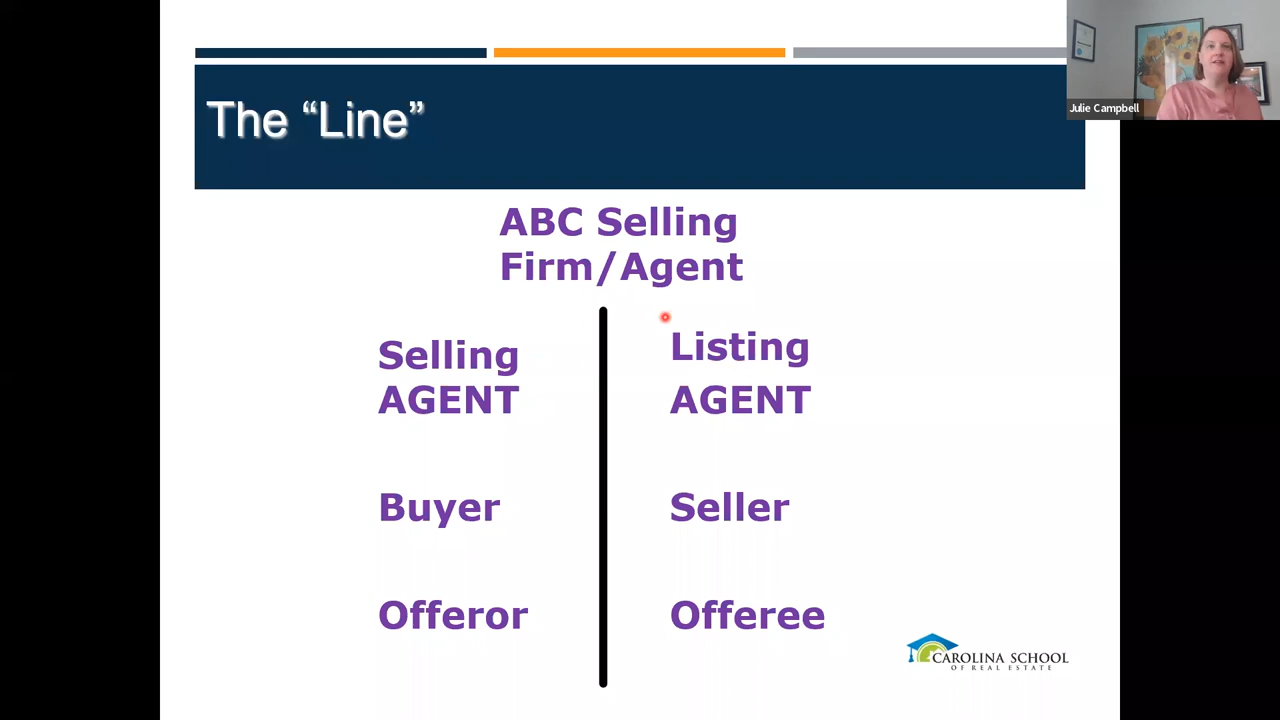 Julie Campbell
The “Line”
ABC Selling
Firm/Agent
Selling
AGENT
Listing
AGENT
Buyer
Seller
Offeror
Offeree
CAROLINA SCHOOL
OF REAL ESTATE